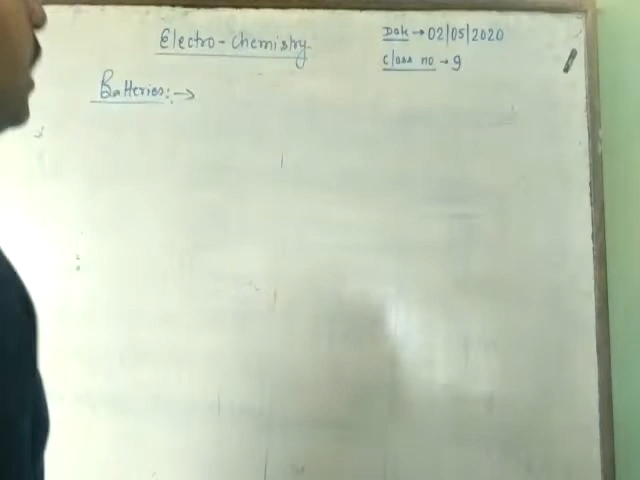 Electro-chemistry
Date → 02/05/2020
Class no → 9
Batteries:→